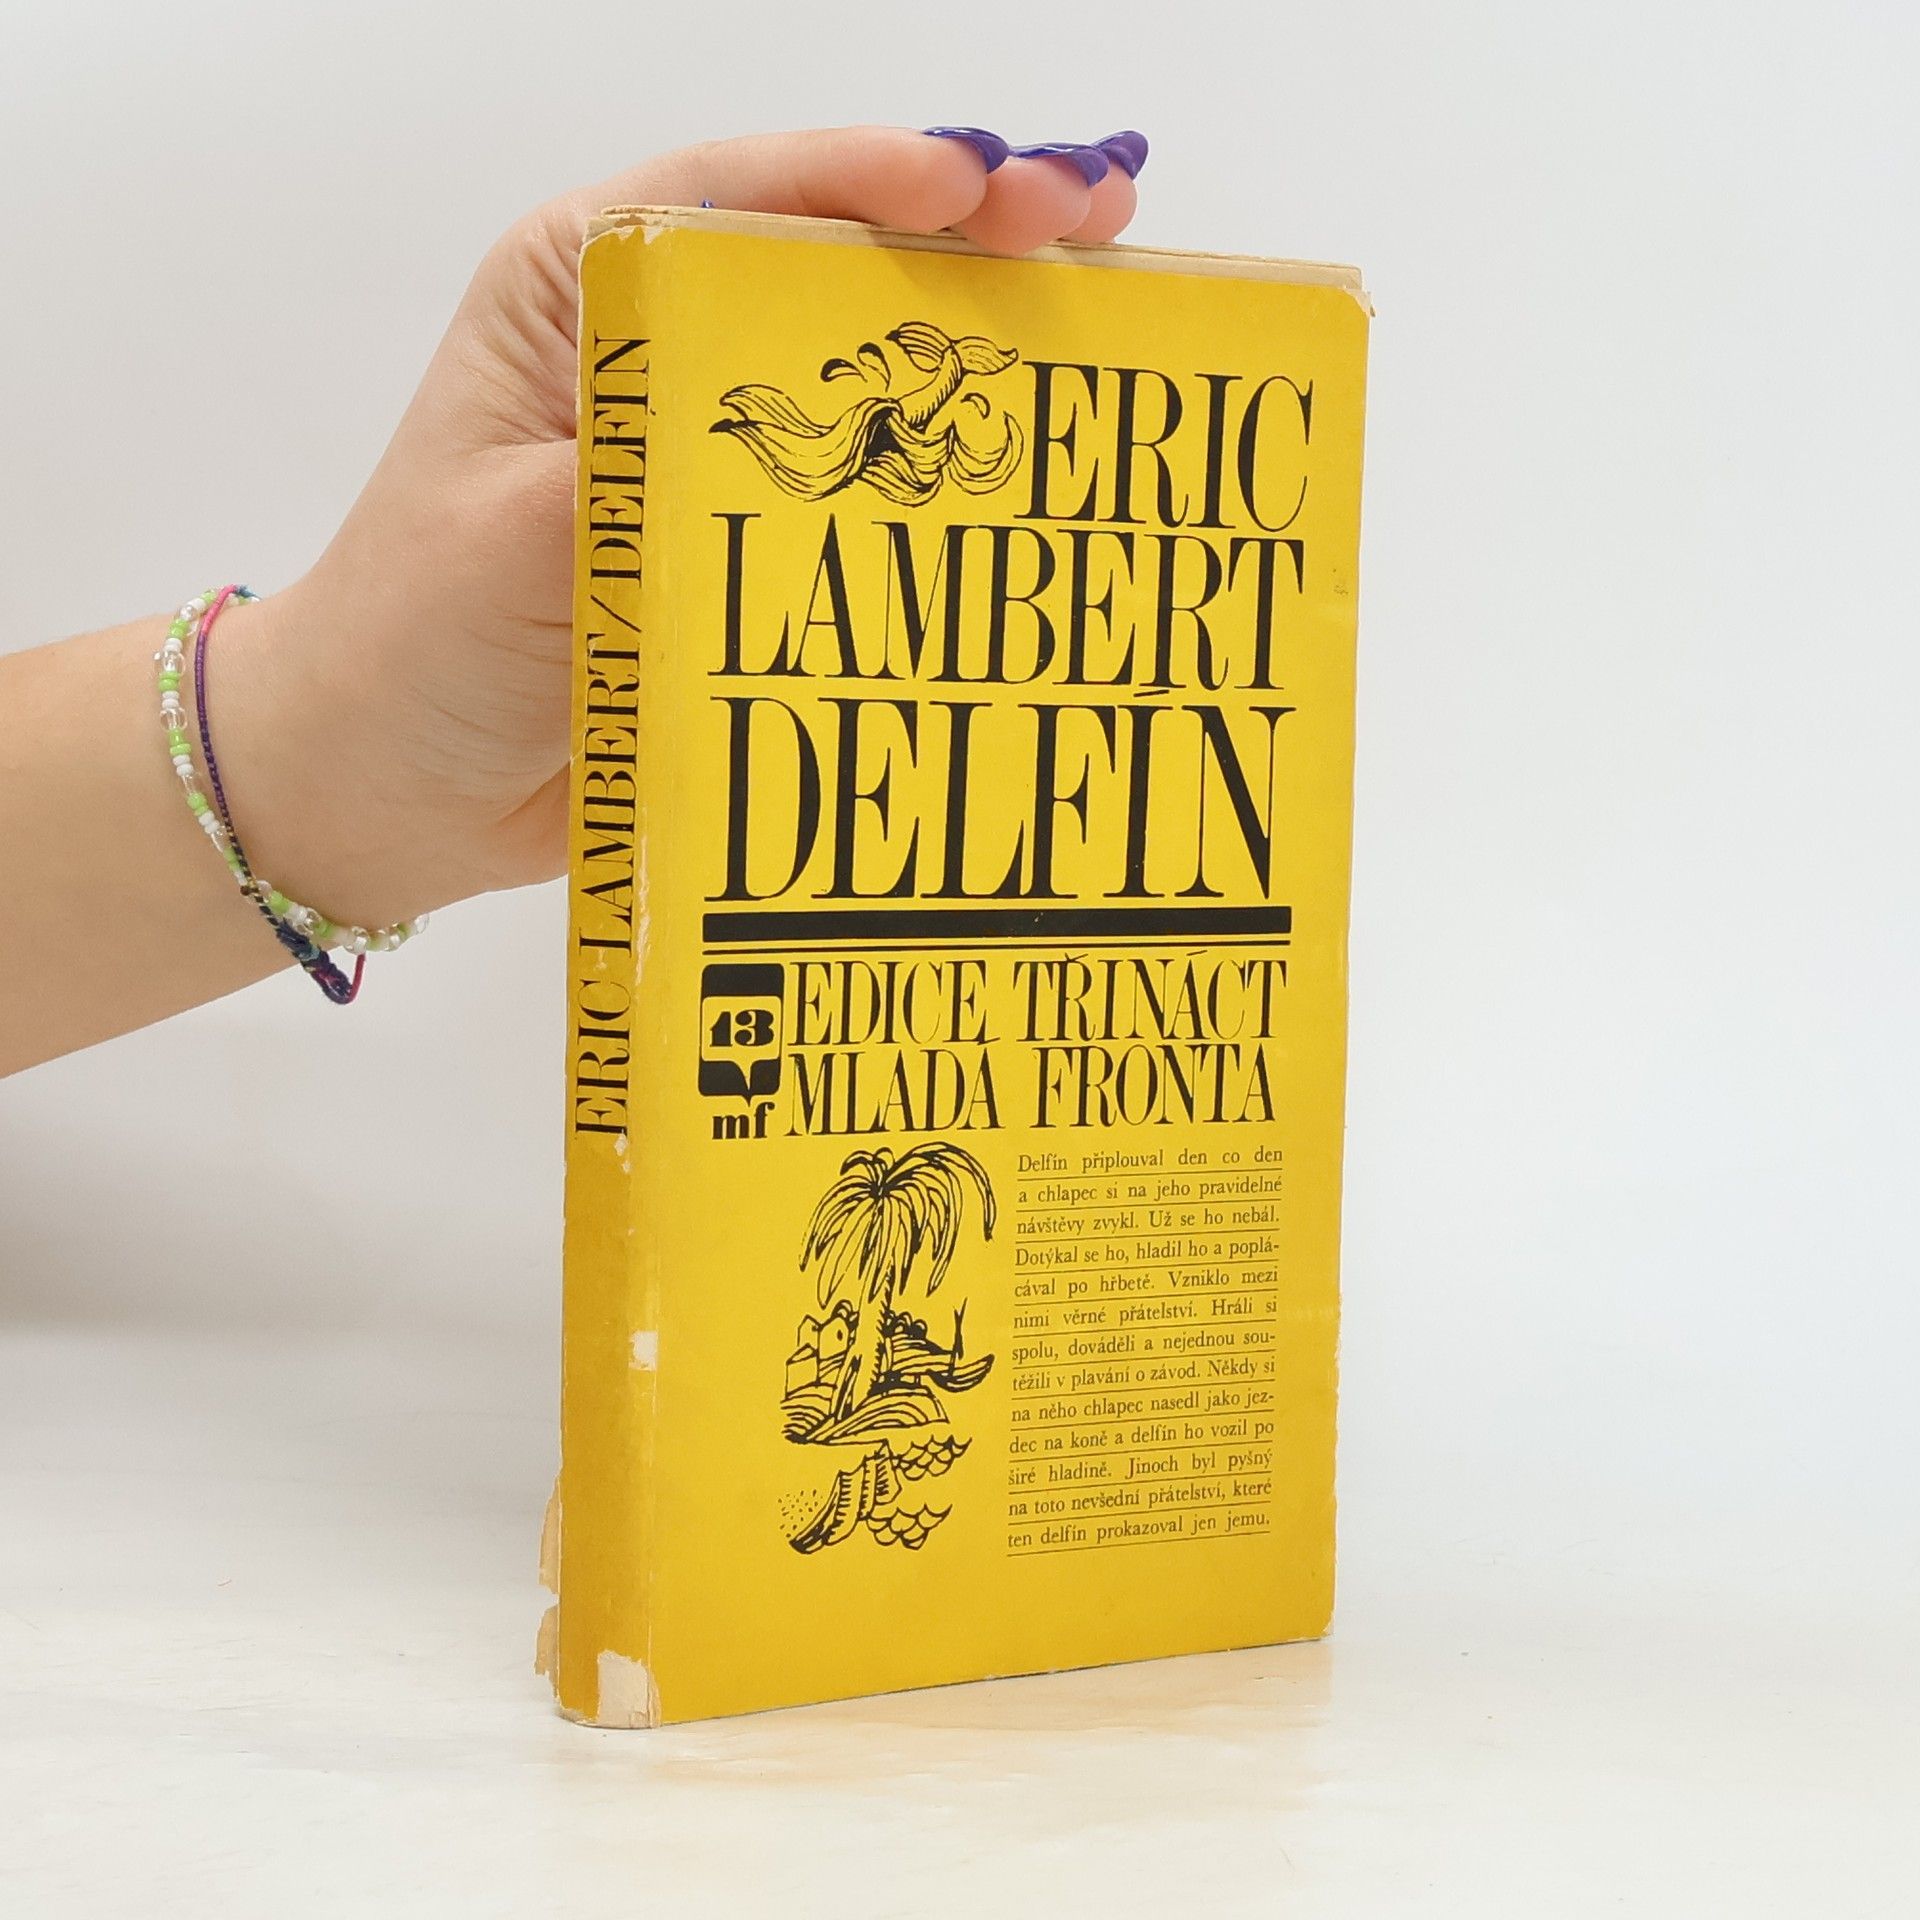 ERIC LAMBERT/DELFÍN
ERIC
LAMBERT
DELFÍN
13
mf
EDICE TŘINÁCT
MLADÁ FRONTA
Delfín připlouval den co den
a chlapec si na jeho pravidelné
návštěvy zvykl. Už se ho nebál.
Dotýkal se ho, hladil ho a poplá-
cával po hřbetě. Vzniklo mezi
nimi věrné přátelství. Hráli si
spolu, dováděli a nejednou sou-
těžili v plavání o závod. Někdy si
na něho chlapec nasedl jako jez-
dec na koně a delfín ho vozil po
širé hladině. Jinoch byl pyšný
na toto nevšední přátelství, které
ten delfín prokazoval jen jemu.